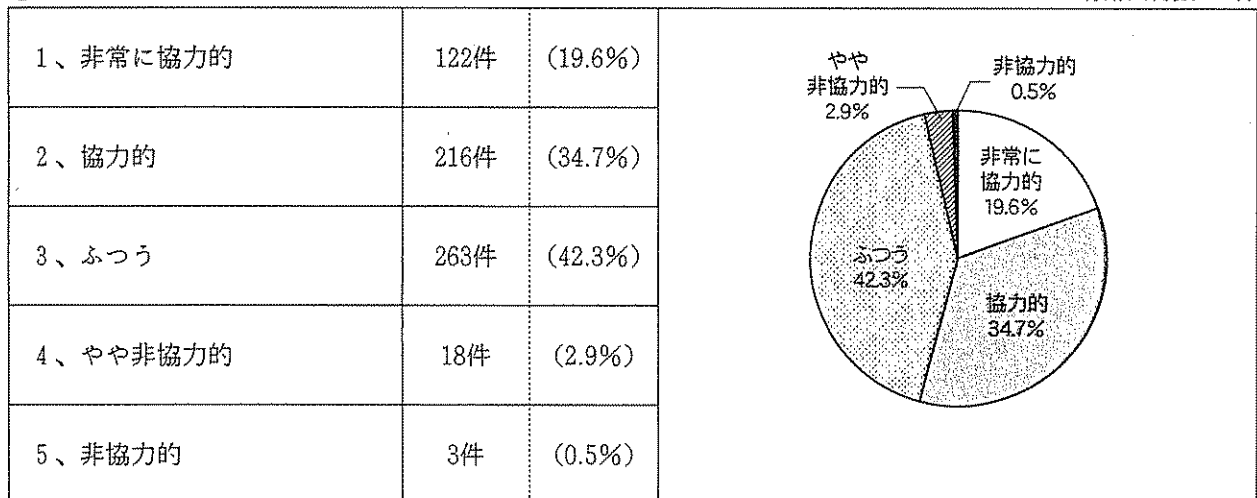 1、非常に協力的 122件 (19.6%)
2、協力的 216件 (34.7%)
3、ふつう 263件 (42.3%)
4、やや非協力的 18件 (2.9%)
5、非協力的 3件 (0.5%)
やや
非協力的
2.9%
非協力的
0.5%
非常に
協力的
19.6%
ふつう
42.3%
協力的
34.7%